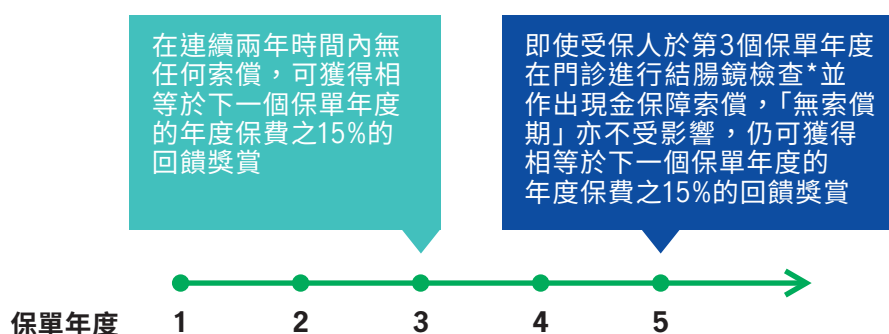 在連續兩年時間內無
任何索償，可獲得相
等於下一個保單年度
的年度保費之15%的
回饋獎賞
即使受保人於第3個保單年度
在門診進行結腸鏡檢查*並
作出現金保障索償，「無索償
期」亦不受影響，仍可獲得
相等於下一個保單年度的
年度保費之15%的回饋獎賞
保單年度 1 2 3 4 5